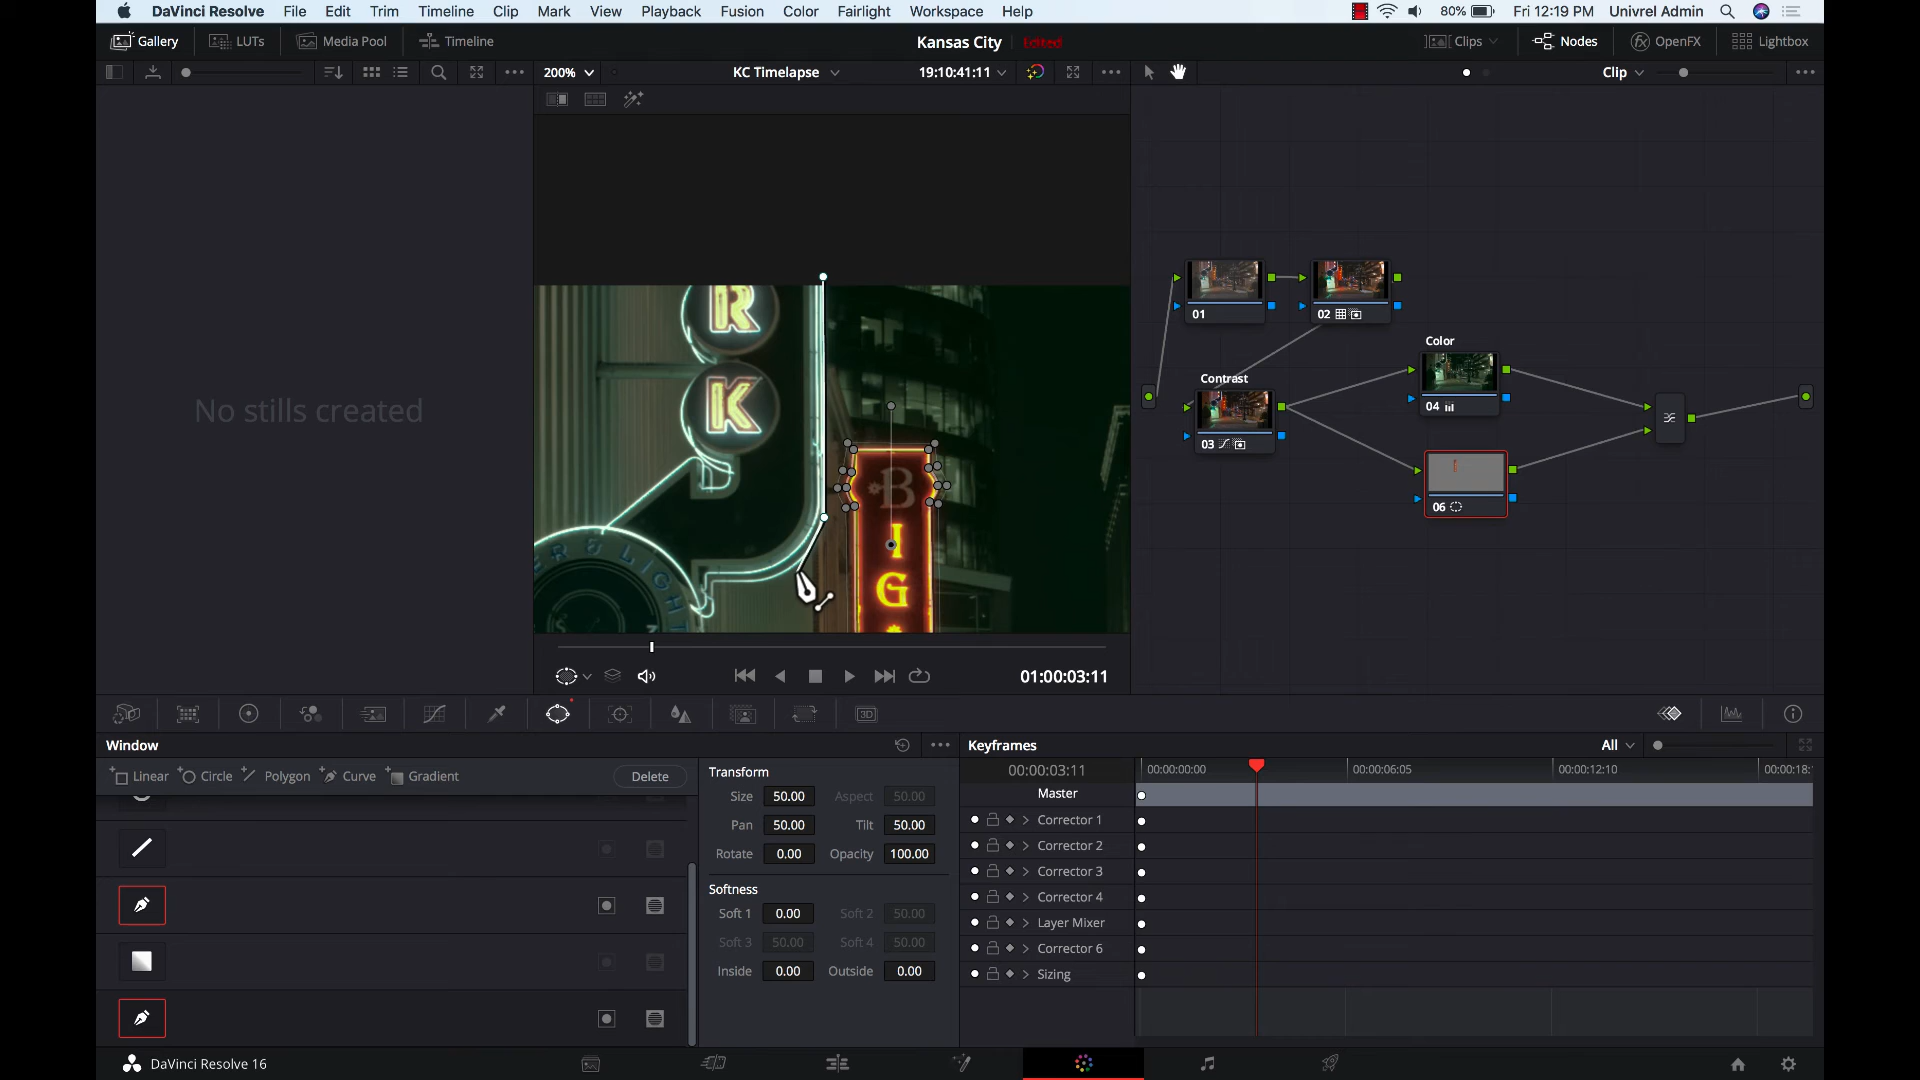 DaVinci Resolve File Edit Trim Timeline Clip Mark View Playback Fusion Color Fairlight Workspace Help 80% Fri 12:19 PM Univrel Admin
Gallery LUTs Media Pool Timeline Kansas City Edited Clips Nodes OpenFX Lightbox
200% KC Timelapse 19:10:41:11 Clip
No stills created
R
K
ER & LIGHT
B
I
G
01
02
Contrast
03
Color
04
06
01:00:03:11
Window
Linear Circle Polygon Curve Gradient Delete
Transform
Size 50.00 Aspect 50.00
Pan 50.00 Tilt 50.00
Rotate 0.00 Opacity 100.00
Softness
Soft 1 0.00 Soft 2 50.00
Soft 3 50.00 Soft 4 50.00
Inside 0.00 Outside 0.00
Keyframes All
00:00:03:11 00:00:00:00 00:00:06:05 00:00:12:10 00:00:18:
Master
Corrector 1
Corrector 2
Corrector 3
Corrector 4
Layer Mixer
Corrector 6
Sizing
3D
DaVinci Resolve 16